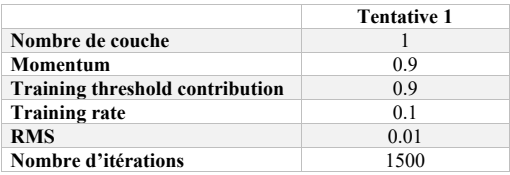 Tentative 1
Nombre de couche 1
Momentum 0.9
Training threshold contribution 0.9
Training rate 0.1
RMS 0.01
Nombre d'itérations 1500